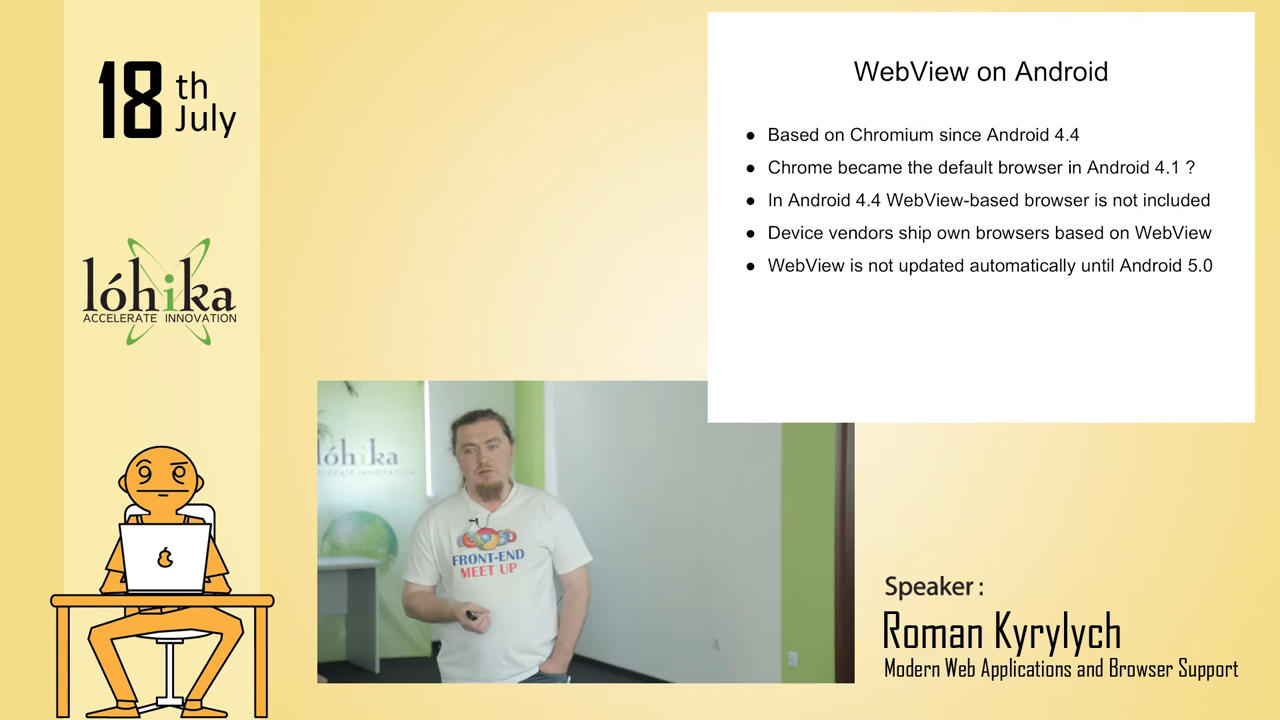 18
th
July
lóhika
ACCELERATE INNOVATION
WebView on Android
● Based on Chromium since Android 4.4
● Chrome became the default browser in Android 4.1 ?
● In Android 4.4 WebView-based browser is not included
● Device vendors ship own browsers based on WebView
● WebView is not updated automatically until Android 5.0
lóhika
ACCELERATE INNOVATION
FRONT-END
MEET UP
Speaker :
Roman Kyrylych
Modern Web Applications and Browser Support